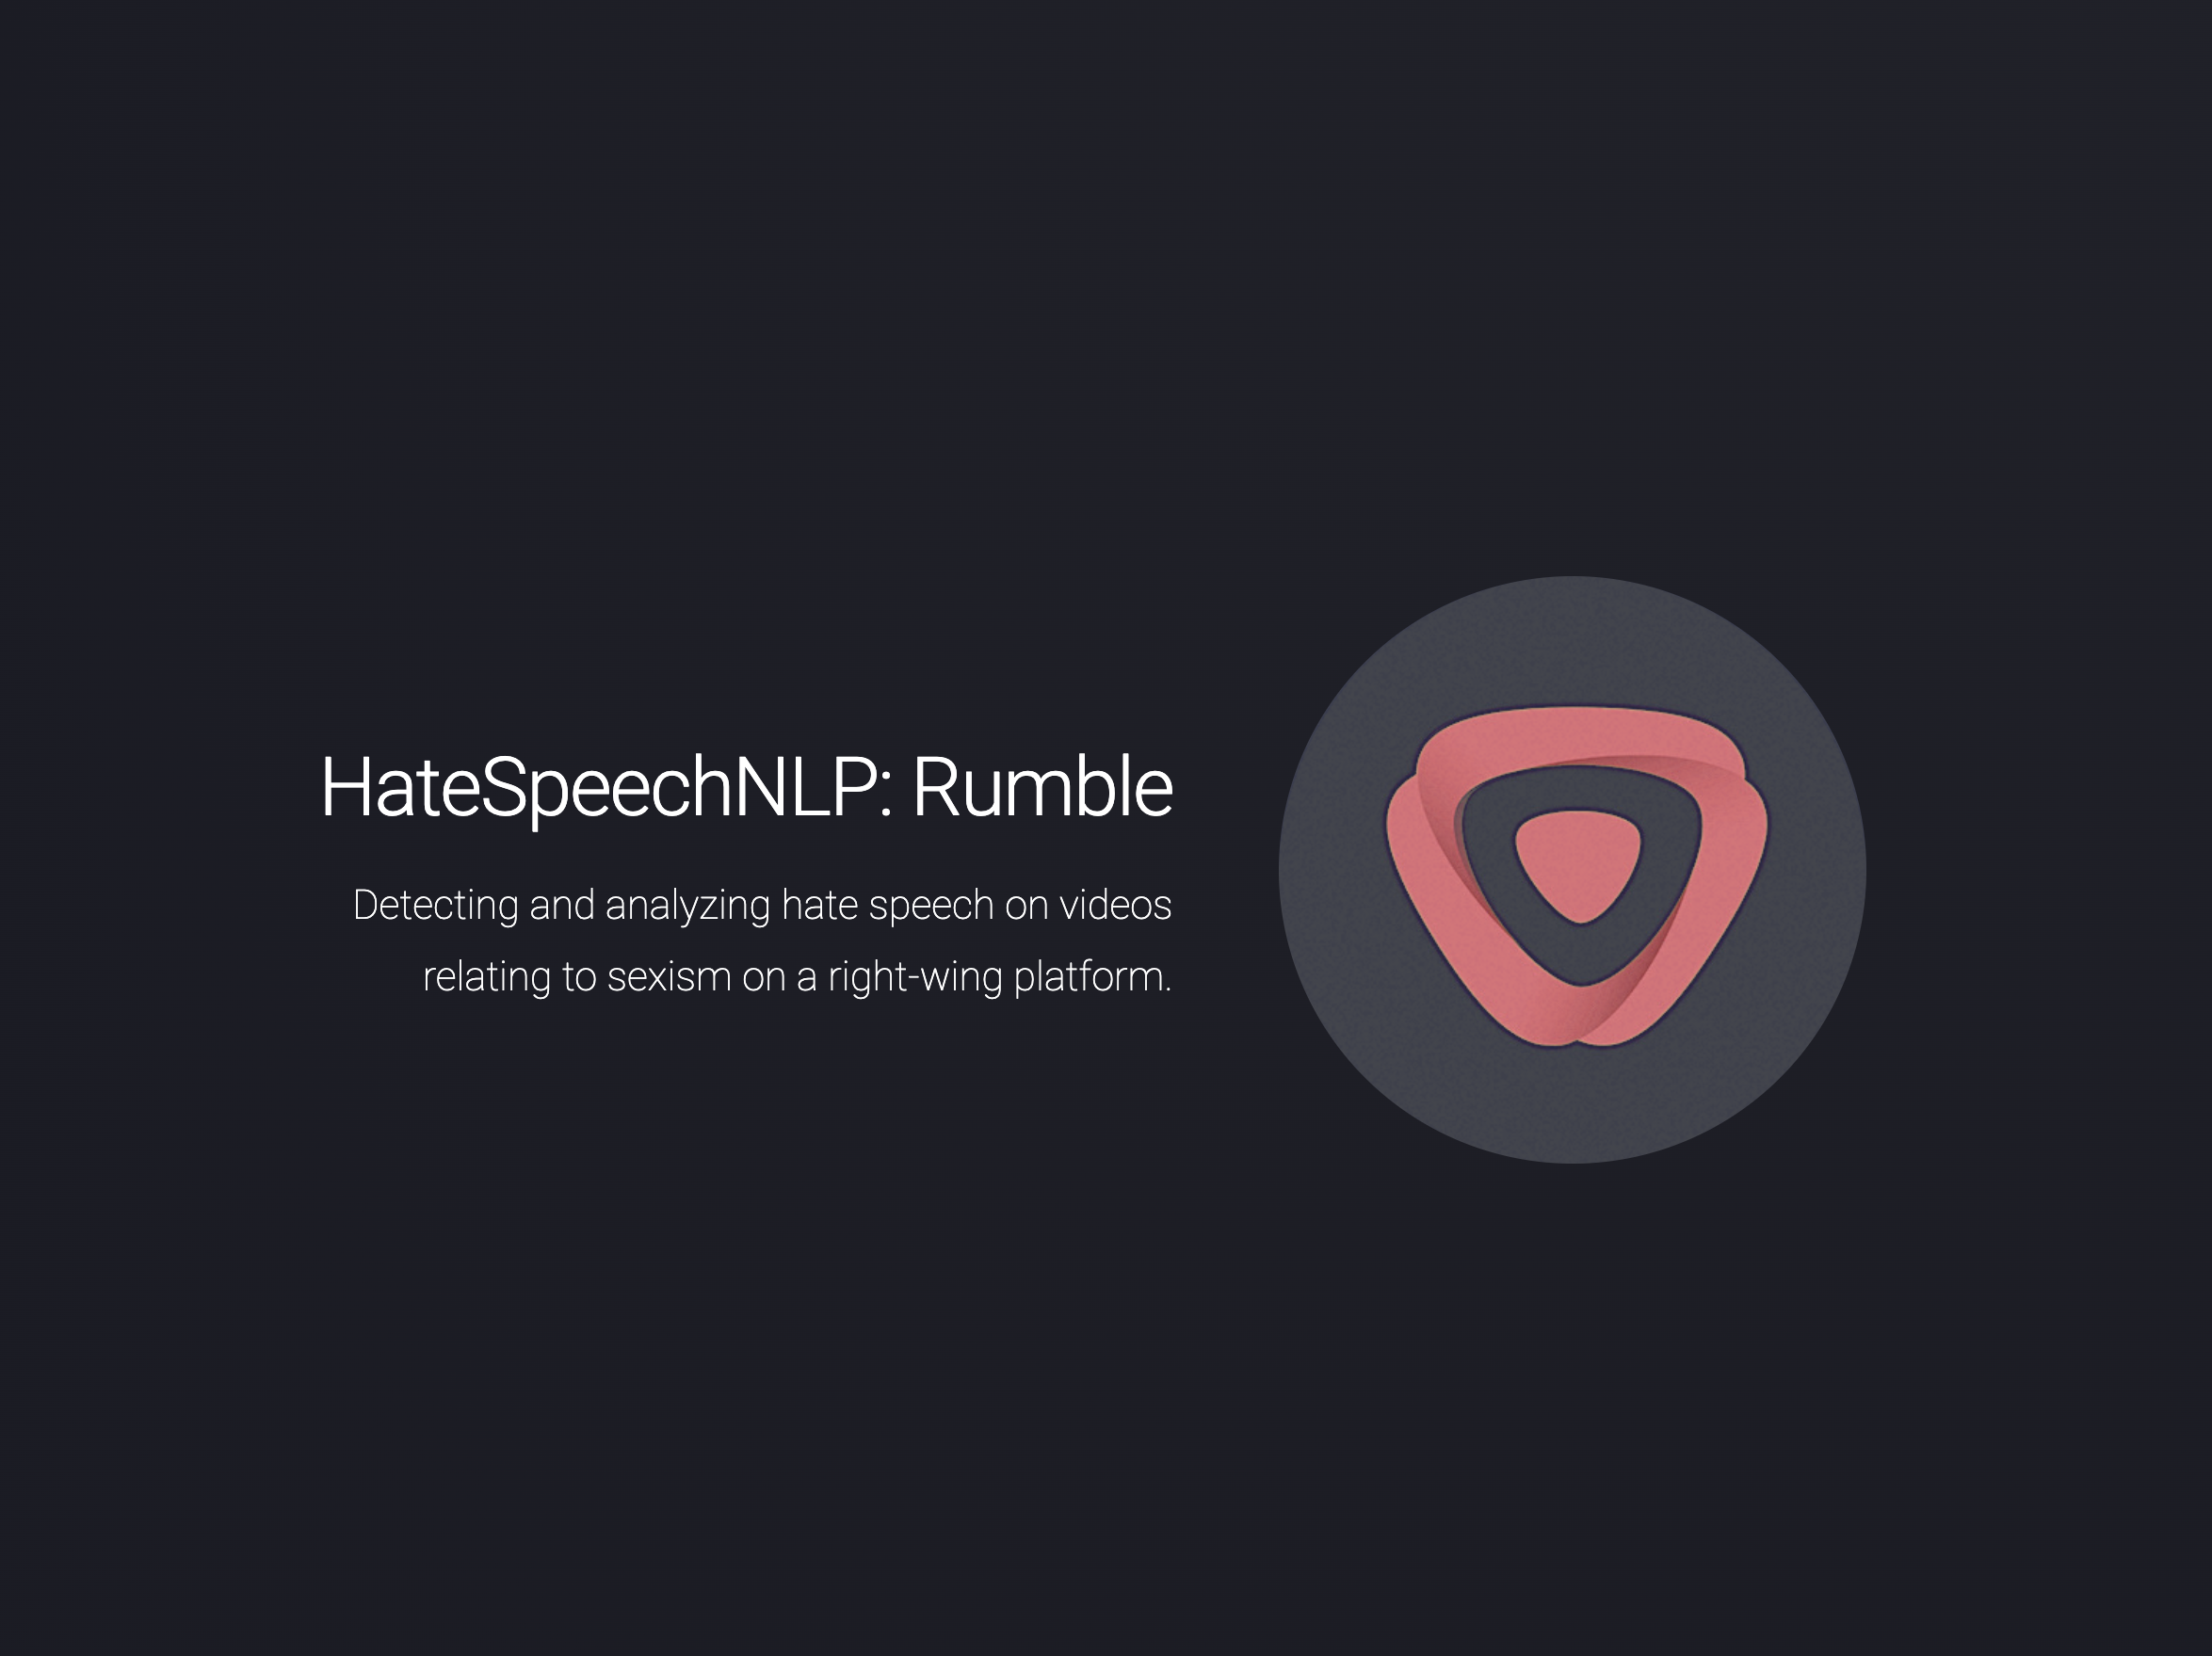 HateSpeechNLP: Rumble
Detecting and analyzing hate speech on videos
relating to sexism on a right-wing platform.